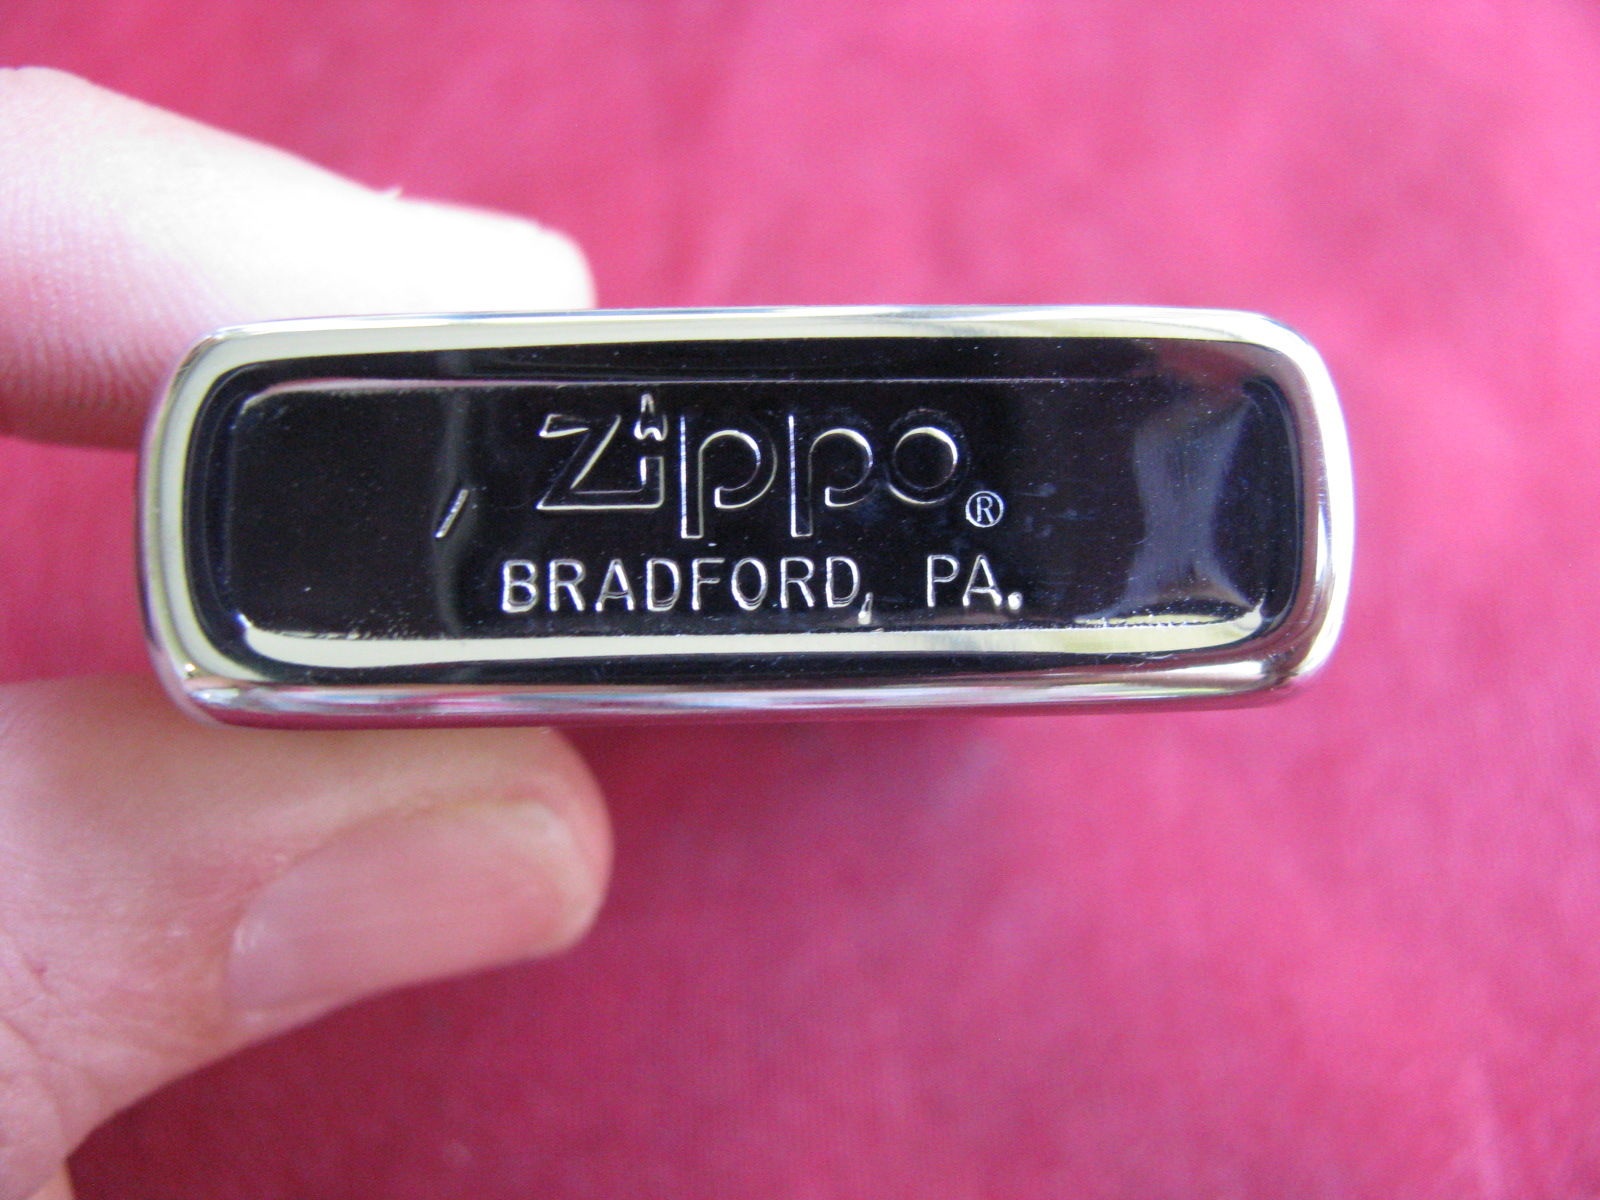 / Zippo®
BRADFORD, PA.